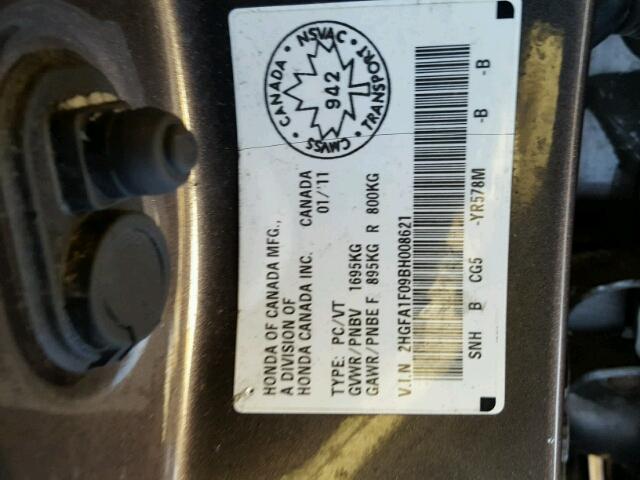 HONDA OF CANADA MFG.,
A DIVISION OF
HONDA CANADA INC. CANADA
01/'11
TYPE: PC/VT
GVWR/PNBV 1695KG
GAWR/PNBE F 895KG R 800KG
V.I.N 2HGFA1F09BH008621
SNH B CG5 -YR578M -B -B
CANADA · NSVAC · TRANSPORT · CMVSS
942